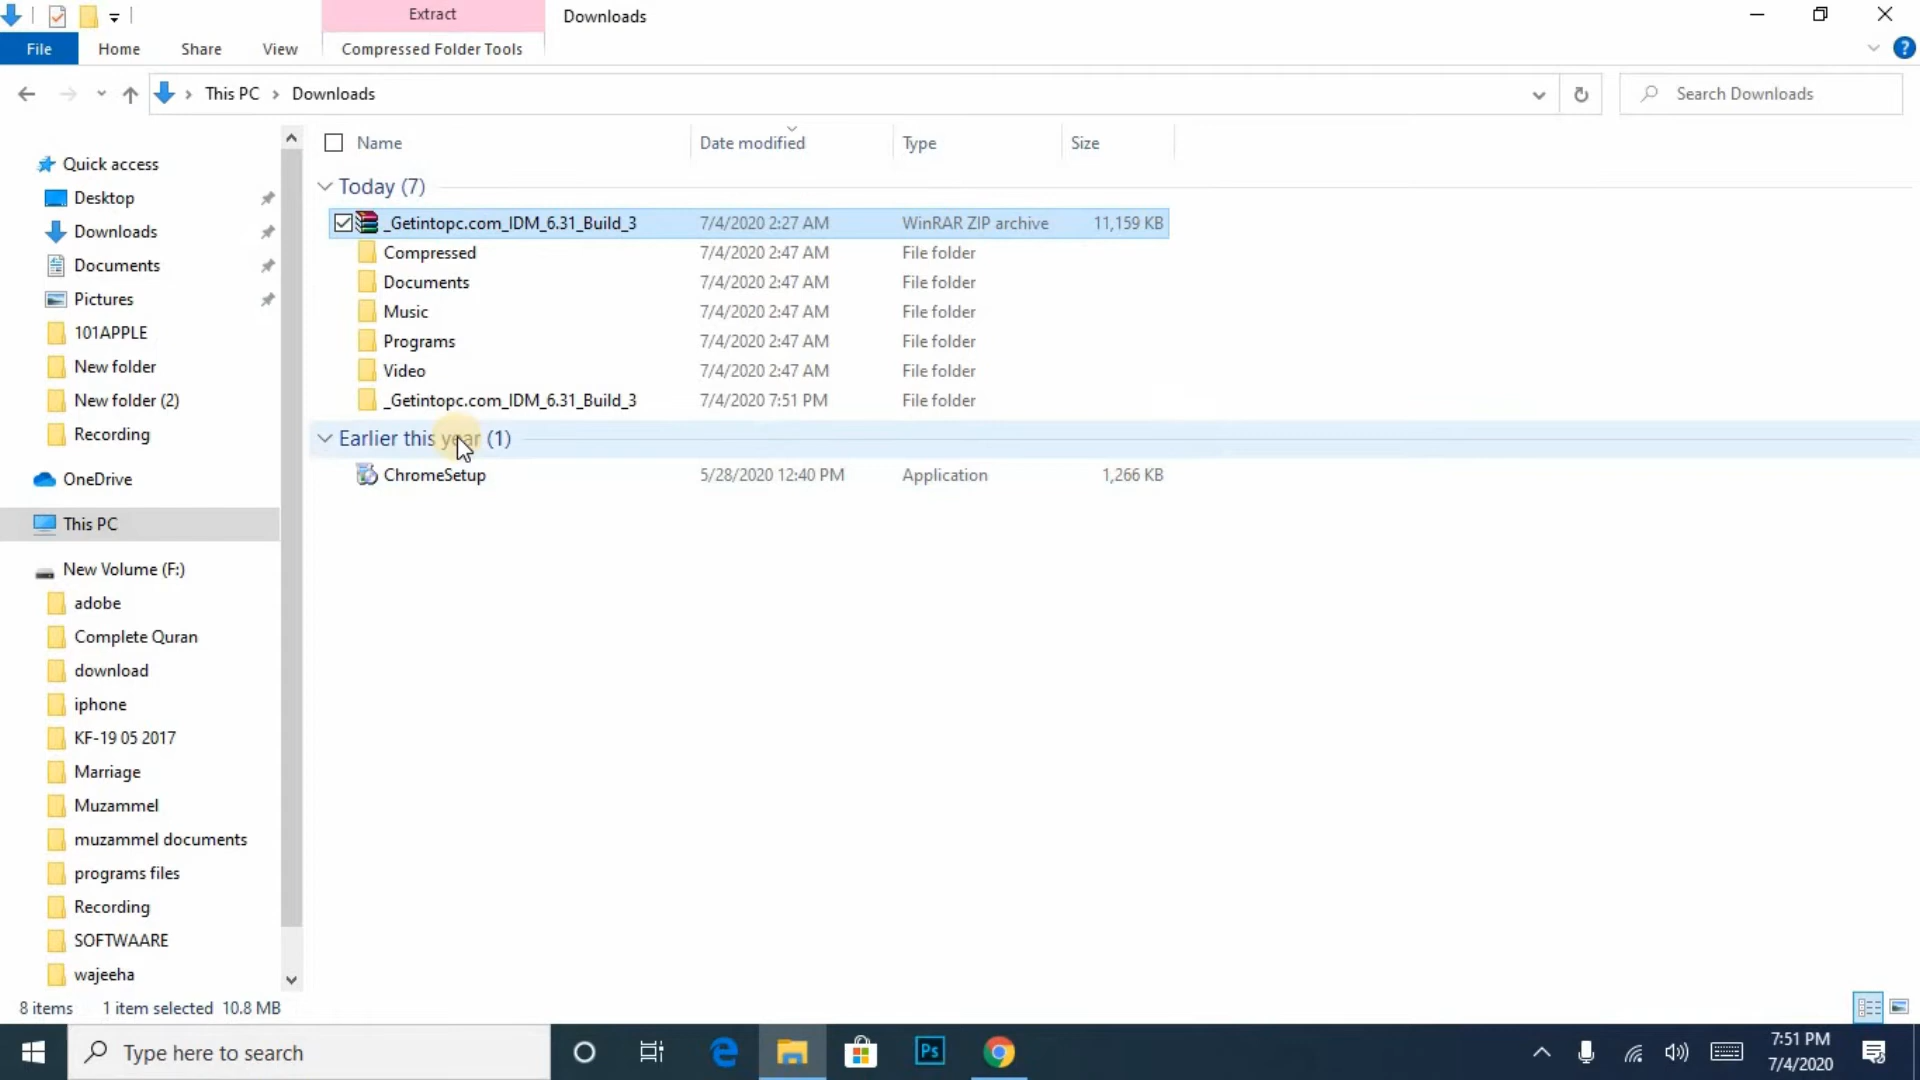 Extract
Downloads
File
Home
Share
View
Compressed Folder Tools
This PC
Downloads
Search Downloads
Name
Date modified
Type
Size
Today (7)
_Getintopc.com_IDM_6.31_Build_3 7/4/2020 2:27 AM WinRAR ZIP archive 11,159 KB
Compressed 7/4/2020 2:47 AM File folder
Documents 7/4/2020 2:47 AM File folder
Music 7/4/2020 2:47 AM File folder
Programs 7/4/2020 2:47 AM File folder
Video 7/4/2020 2:47 AM File folder
_Getintopc.com_IDM_6.31_Build_3 7/4/2020 7:51 PM File folder
Earlier this year (1)
ChromeSetup 5/28/2020 12:40 PM Application 1,266 KB
Quick access
Desktop
Downloads
Documents
Pictures
101APPLE
New folder
New folder (2)
Recording
OneDrive
This PC
New Volume (F:)
adobe
Complete Quran
download
iphone
KF-19 05 2017
Marriage
Muzammel
muzammel documents
programs files
Recording
SOFTWAARE
wajeeha
8 items 1 item selected 10.8 MB
Type here to search
Ps
7:51 PM
7/4/2020